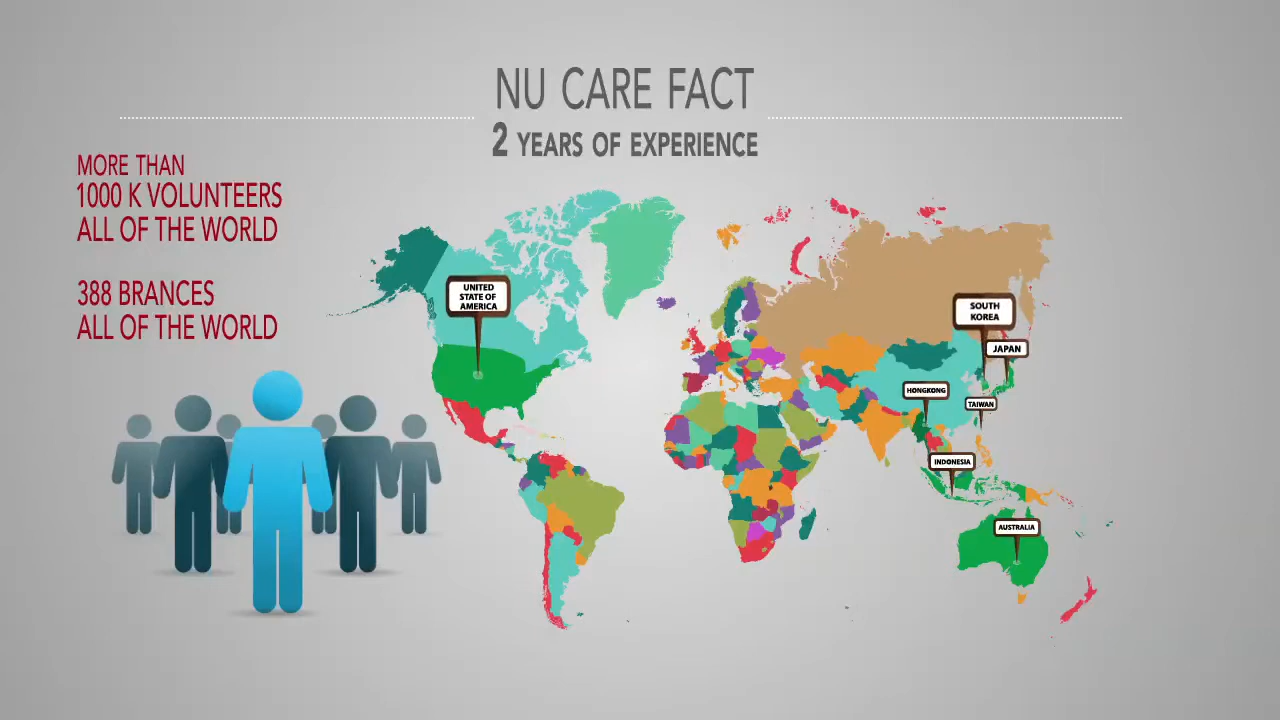 NU CARE FACT
2 YEARS OF EXPERIENCE
MORE THAN
1000 K VOLUNTEERS
ALL OF THE WORLD
388 BRANCES
ALL OF THE WORLD
UNITED
STATE OF
AMERICA
SOUTH
KOREA
JAPAN
HONGKONG
TAIWAN
INDONESIA
AUSTRALIA